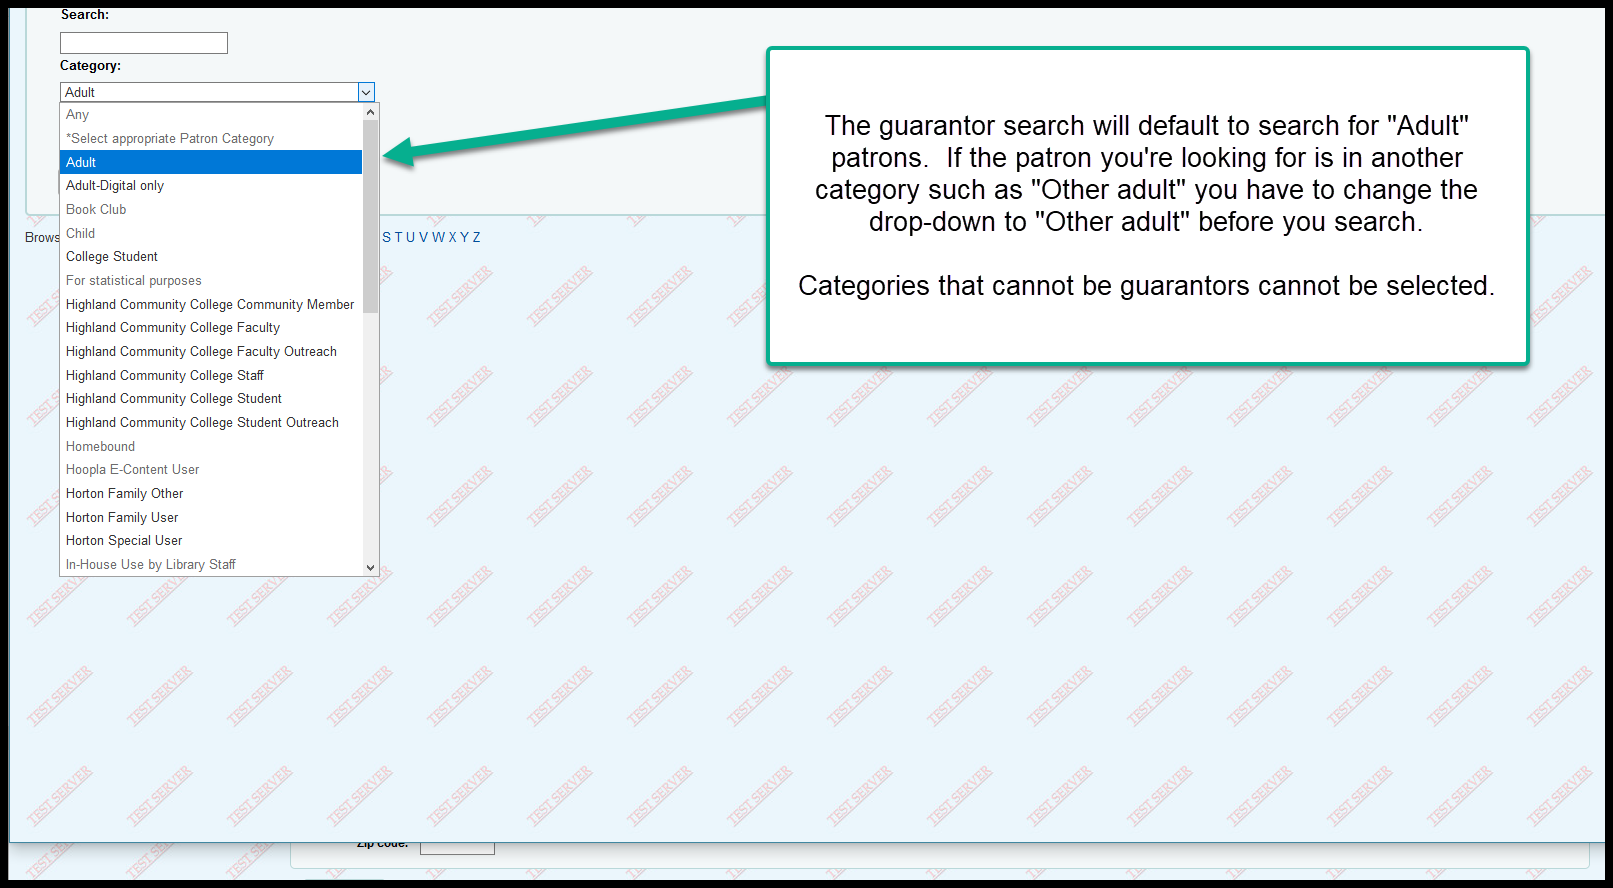 Search:
Category:
Adult
Any
*Select appropriate Patron Category
Adult
Adult-Digital only
Book Club
Child
College Student
For statistical purposes
Highland Community College Community Member
Highland Community College Faculty
Highland Community College Faculty Outreach
Highland Community College Staff
Highland Community College Student
Highland Community College Student Outreach
Homebound
Hoopla E-Content User
Horton Family Other
Horton Family User
Horton Special User
In-House Use by Library Staff
Brows
S T U V W X Y Z
The guarantor search will default to search for "Adult"
patrons.  If the patron you're looking for is in another
category such as "Other adult" you have to change the
drop-down to "Other adult" before you search.
Categories that cannot be guarantors cannot be selected.
TEST SERVER
Zip code: